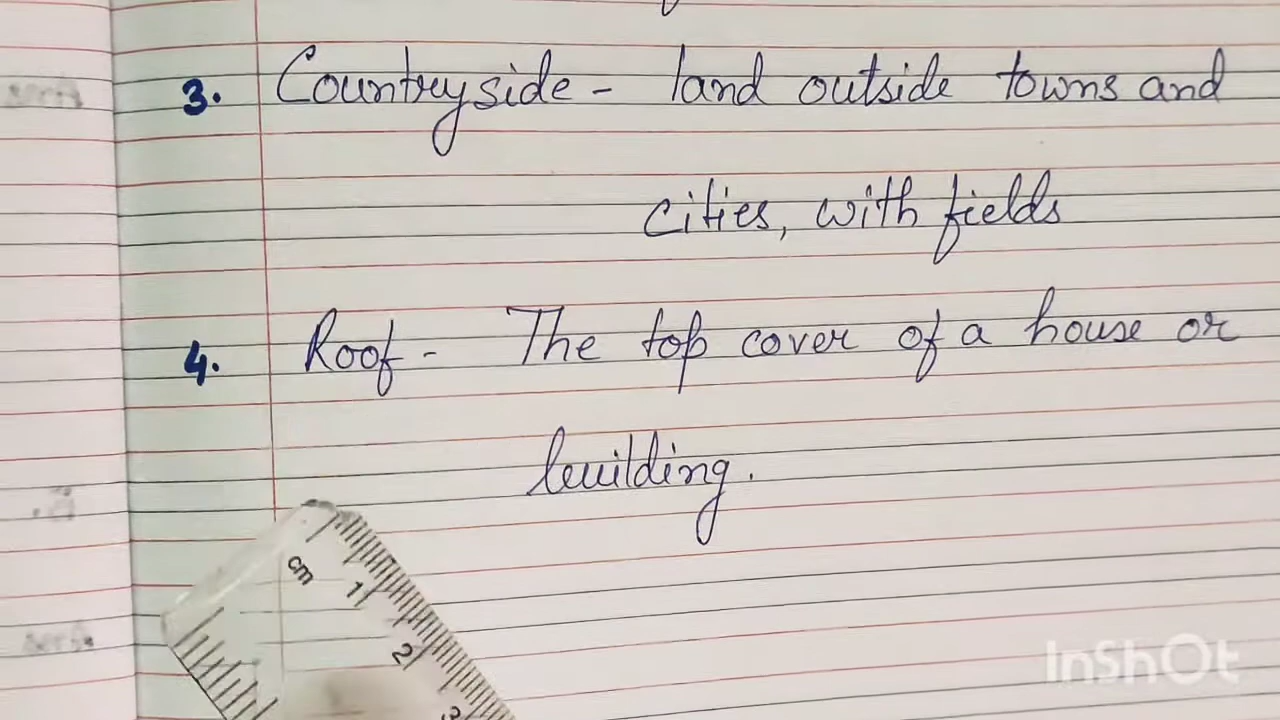 3. Countryside - land outside towns and
cities, with fields
4. Roof - The top cover of a house or
building.
cm
1
2
3
InShOt